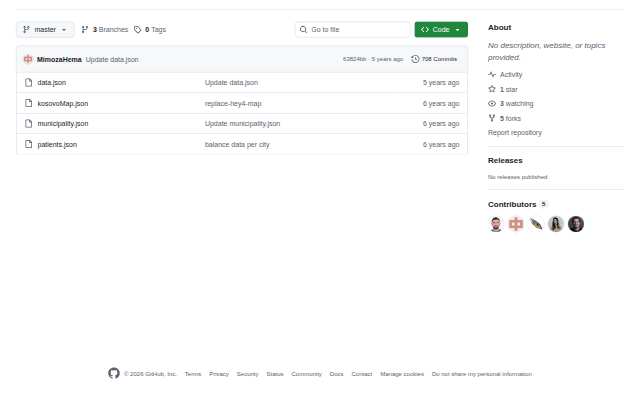 master 3 Branches 0 Tags Go to file Code
MimozaHema Update data.json 5 years ago 708 Commits
data.json Update data.json 5 years ago
kosovoMap.json replace-hey4-map 6 years ago
municipality.json Update municipality.json 6 years ago
patients.json balance data per city 6 years ago
About
No description, website, or topics
provided.
Activity
1 star
3 watching
5 forks
Report repository
Releases
No releases published
Contributors 5
© 2026 GitHub, Inc. Terms Privacy Security Status Community Docs Contact Manage cookies Do not share my personal information